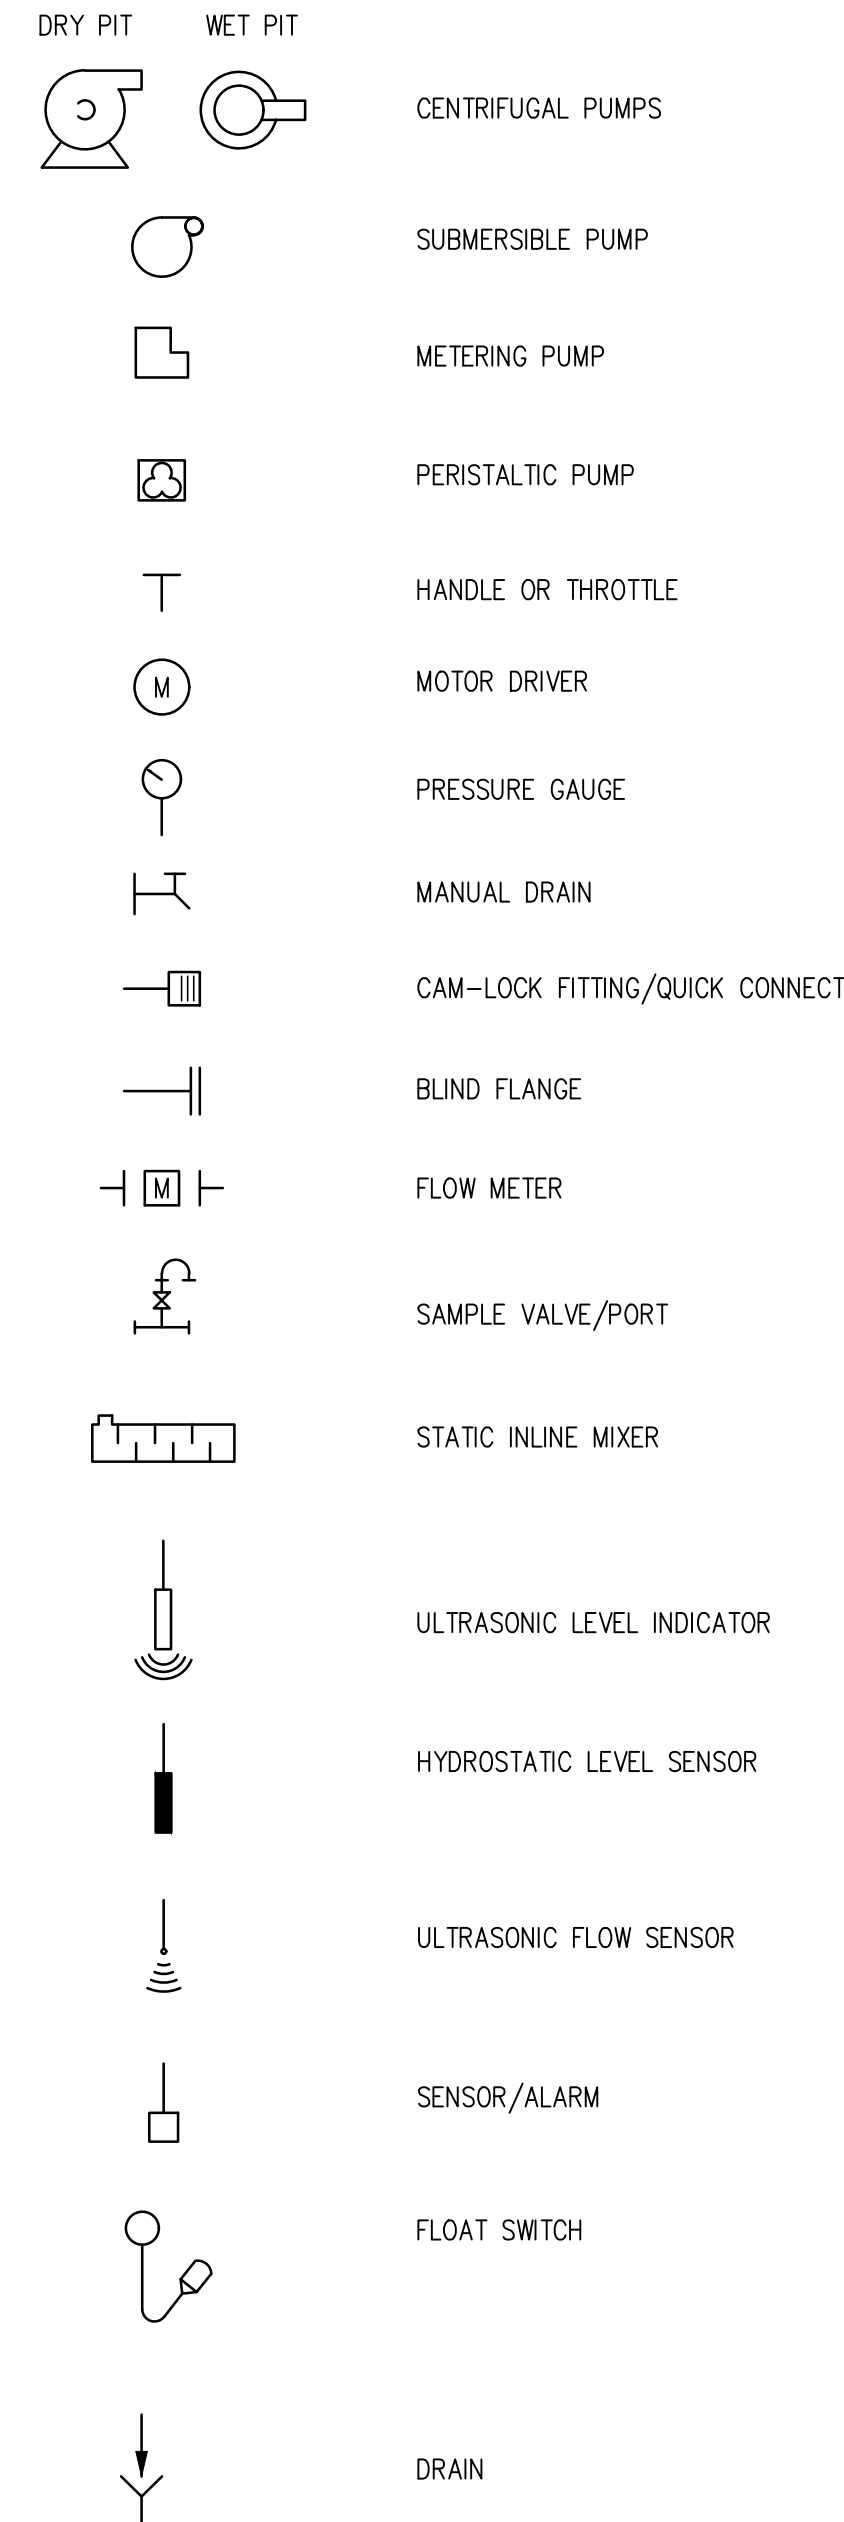 DRY PIT WET PIT
CENTRIFUGAL PUMPS
SUBMERSIBLE PUMP
METERING PUMP
PERISTALTIC PUMP
HANDLE OR THROTTLE
M MOTOR DRIVER
PRESSURE GAUGE
MANUAL DRAIN
CAM-LOCK FITTING/QUICK CONNECT
BLIND FLANGE
M FLOW METER
SAMPLE VALVE/PORT
STATIC INLINE MIXER
ULTRASONIC LEVEL INDICATOR
HYDROSTATIC LEVEL SENSOR
ULTRASONIC FLOW SENSOR
SENSOR/ALARM
FLOAT SWITCH
DRAIN